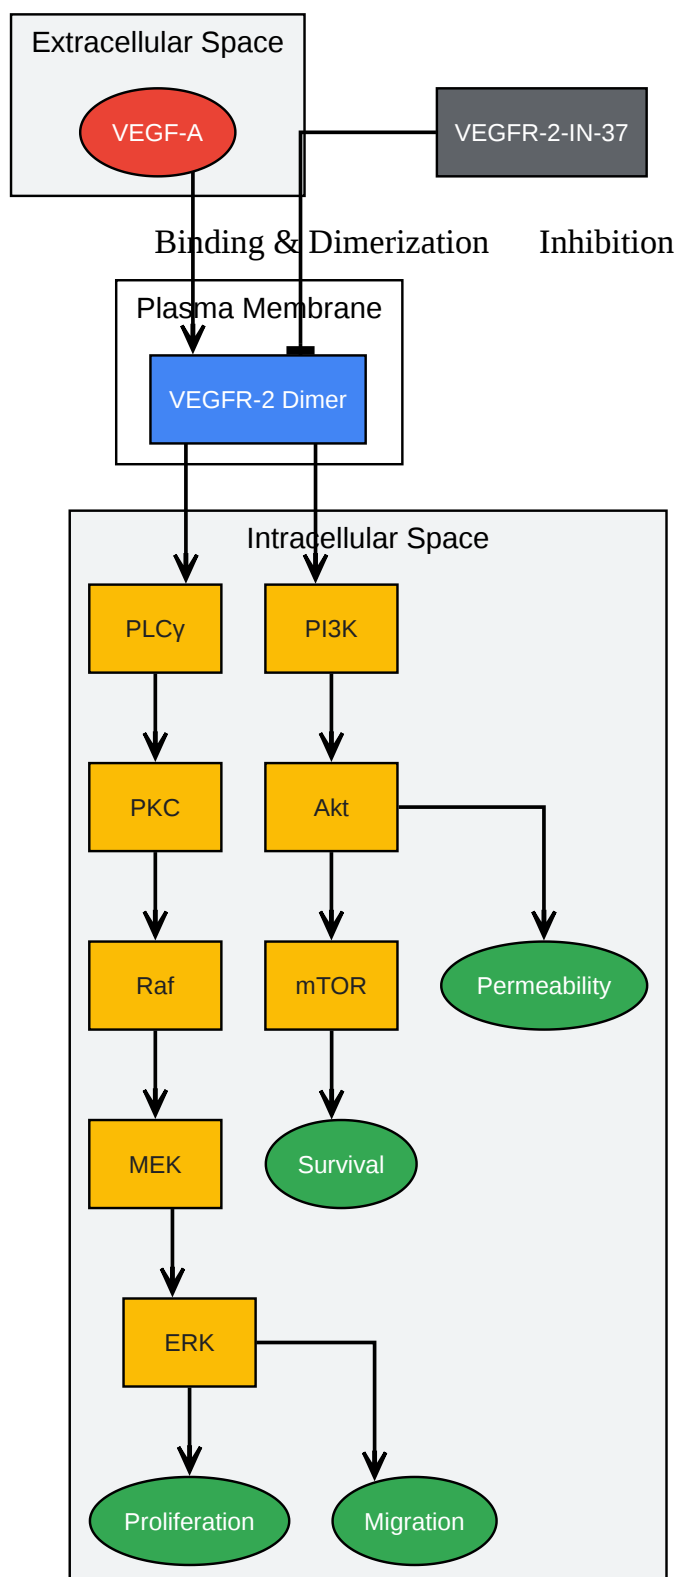 Extracellular Space
VEGF-A
VEGFR-2-IN-37
Binding & Dimerization
Inhibition
Plasma Membrane
VEGFR-2 Dimer
Intracellular Space
PLCγ
PI3K
PKC
Akt
Raf
mTOR
Permeability
MEK
Survival
ERK
Proliferation
Migration